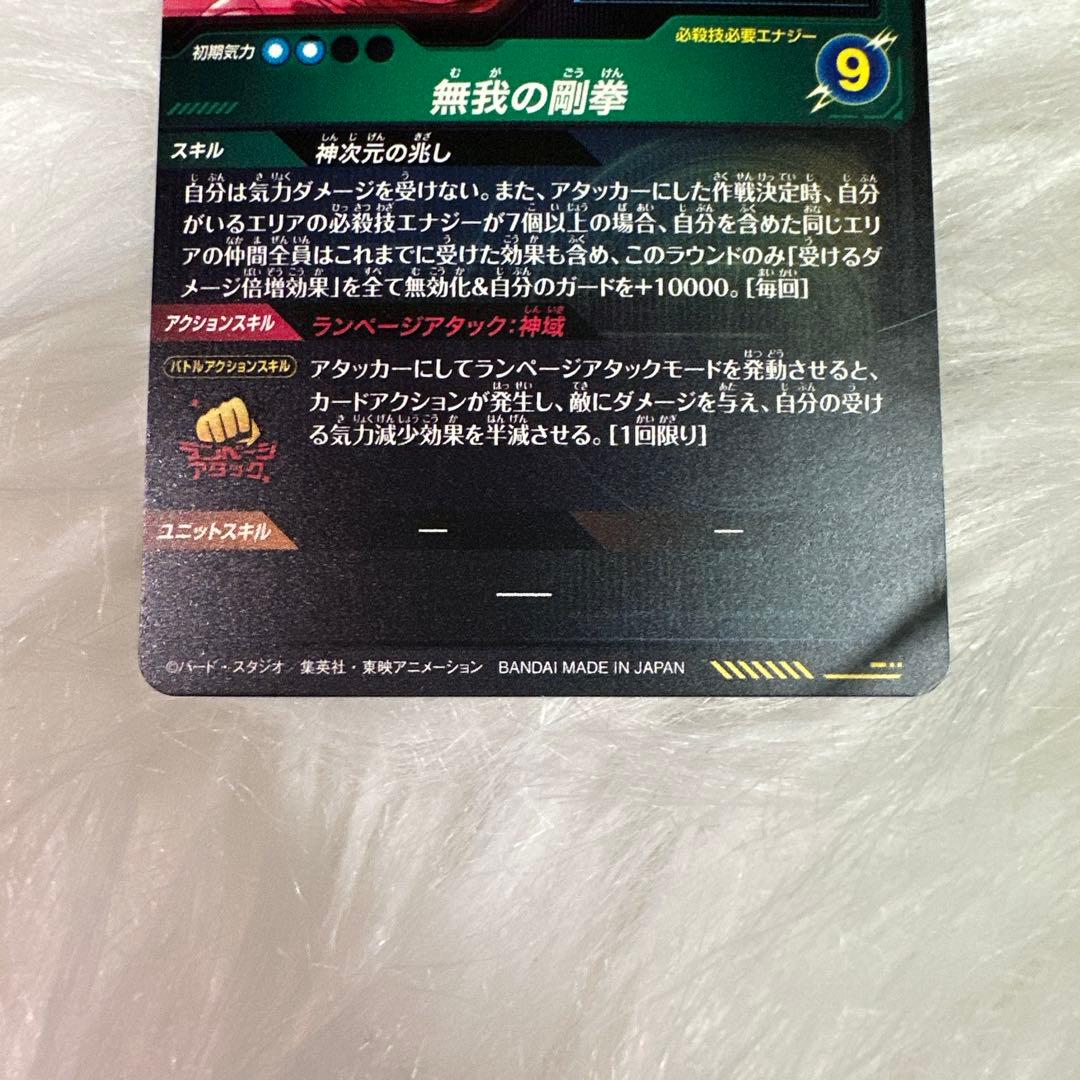 必殺技必要エナジー
初期気力
9
無我の剛拳
スキル 神次元の兆し
自分は気力ダメージを受けない。また、アタッカーにした作戦決定時、自分
がいるエリアの必殺技エナジーが7個以上の場合、自分を含めた同じエリ
アの仲間全員はこれまでに受けた効果も含め、このラウンドのみ「受けるダ
メージ倍増効果」を全て無効化&自分のガードを+10000。[毎回]
アクションスキル ランページアタック:神域
バトルアクションスキル
アタッカーにしてランページアタックモードを発動させると、
カードアクションが発生し、敵にダメージを与え、自分の受け
る気力減少効果を半減させる。[1回限り]
ランページ
アタック
ユニットスキル ー ー
ー
©バード・スタジオ 集英社・東映アニメーション BANDAI MADE IN JAPAN